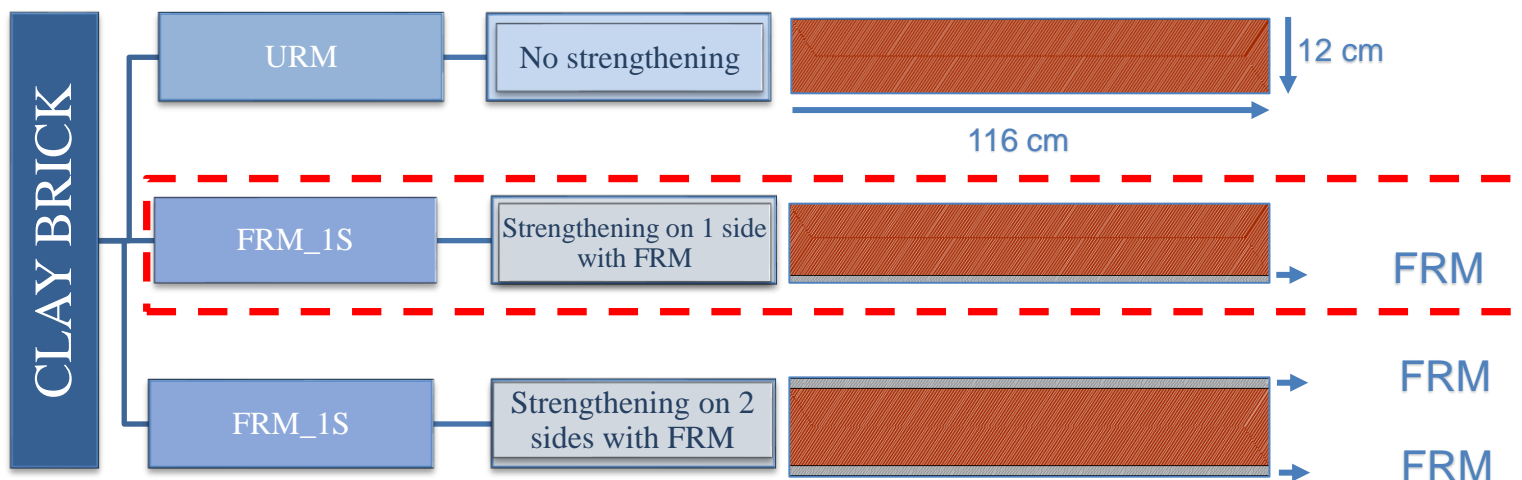 CLAY BRICK
URM
No strengthening
12 cm
116 cm
FRM_1S
Strengthening on 1 side
with FRM
FRM
FRM_1S
Strengthening on 2
sides with FRM
FRM
FRM